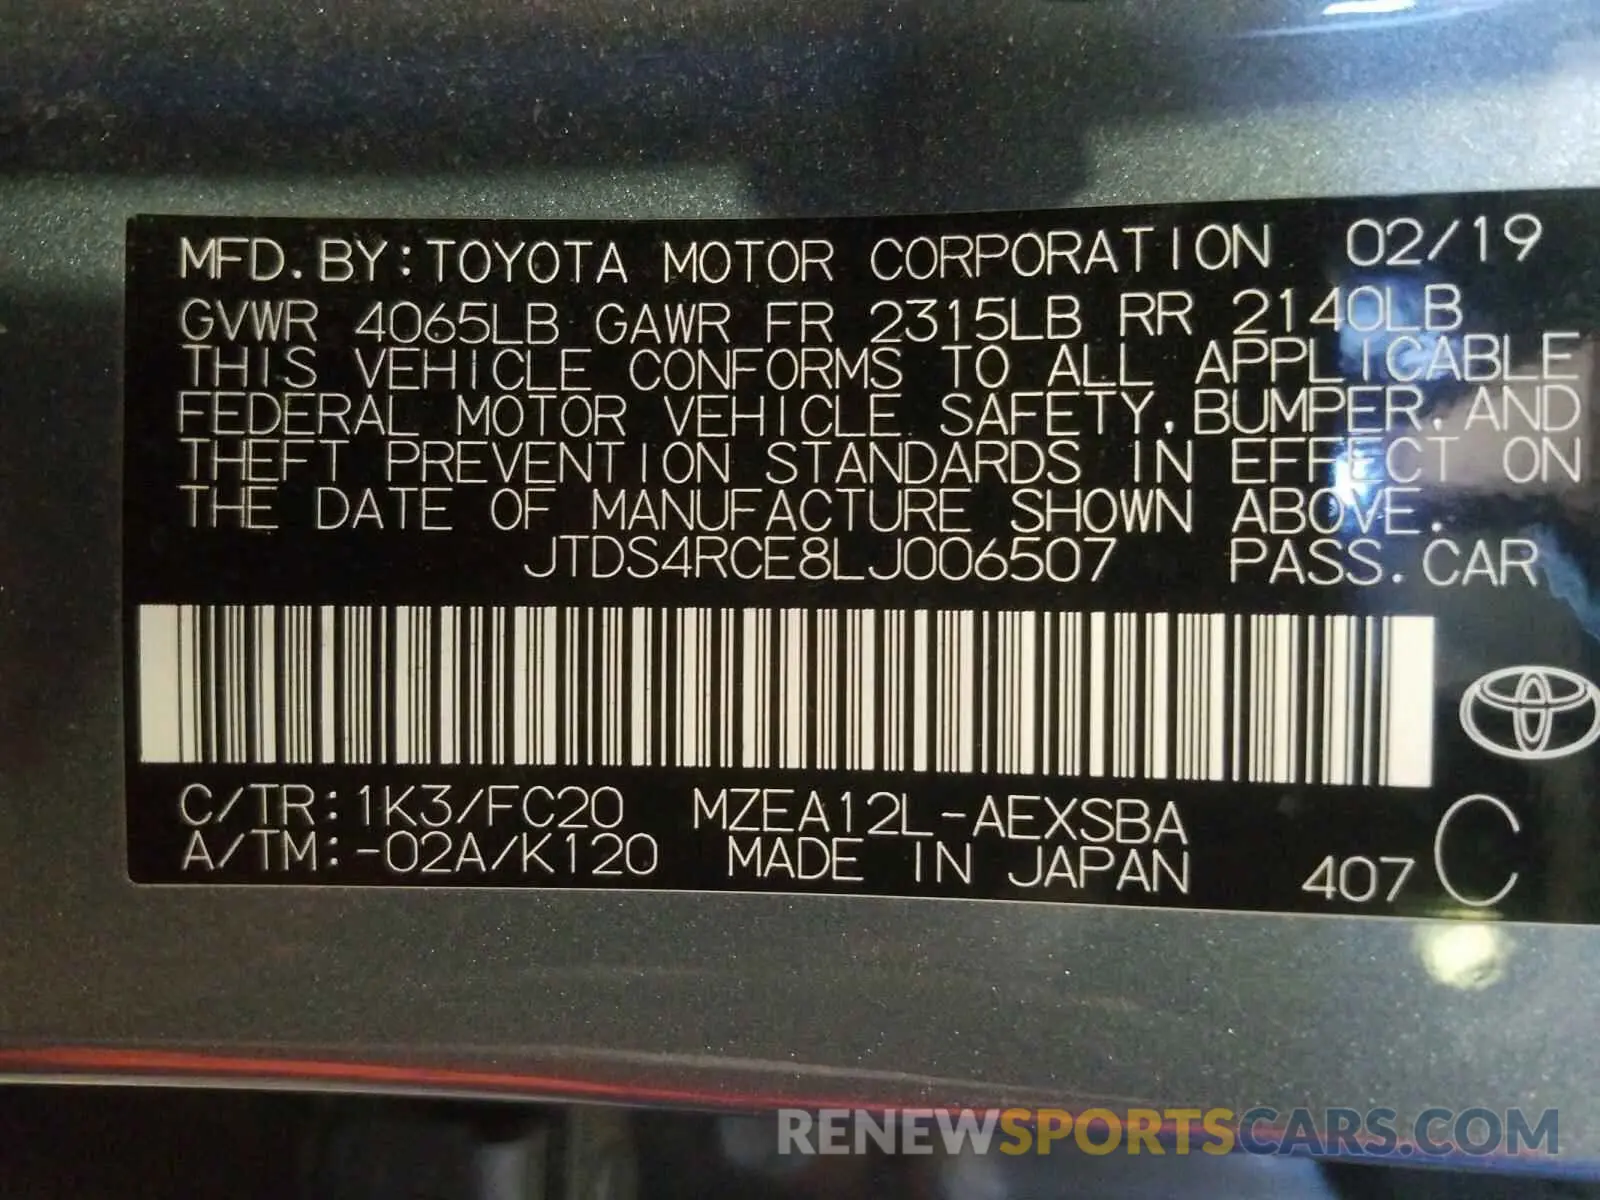 MFD.BY:TOYOTA MOTOR CORPORATION 02/19
GVWR 4065LB GAWR FR 2315LB RR 2140LB
THIS VEHICLE CONFORMS TO ALL APPLICABLE
FEDERAL MOTOR VEHICLE SAFETY,BUMPER,AND
THEFT PREVENTION STANDARDS IN EFFECT ON
THE DATE OF MANUFACTURE SHOWN ABOVE.
JTDS4RCE8LJ006507 PASS.CAR
C/TR:1K3/FC20 MZEA12L-AEXSBA
A/TM:-02A/K120 MADE IN JAPAN 407 C
RENEWSPORTSCARS.COM